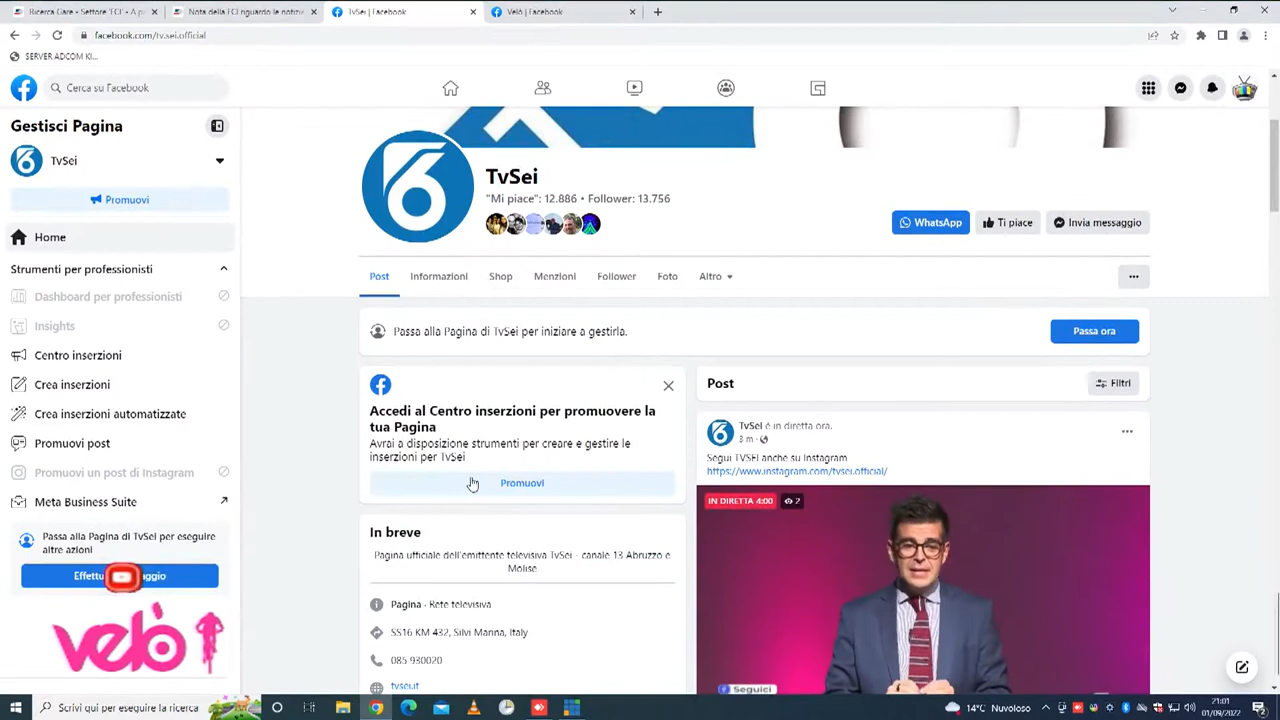 Ricerca Gare - Settore 'FCI' - A p
Nota della FCI riguardo le notizi
TvSei | Facebook
Velò | Facebook
facebook.com/tv.sei.official
SERVER ADCOM KI...
Cerca su Facebook
Gestisci Pagina
TvSei
Promuovi
Home
Strumenti per professionisti
Dashboard per professionisti
Insights
Centro inserzioni
Crea inserzioni
Crea inserzioni automatizzate
Promuovi post
Promuovi un post di Instagram
Meta Business Suite
Passa alla Pagina di TvSei per eseguire
altre azioni
velò
6
TvSei
"Mi piace": 12.886 • Follower: 13.756
WhatsApp
Ti piace
Invia messaggio
Post
Informazioni
Shop
Menzioni
Follower
Foto
Altro
Passa alla Pagina di TvSei per iniziare a gestirla.
Passa ora
Accedi al Centro inserzioni per promuovere la
tua Pagina
Avrai a disposizione strumenti per creare e gestire le
inserzioni per TvSei
Promuovi
In breve
Pagina ufficiale dell'emittente televisiva TvSei - canale 13 Abruzzo e
Molise
Pagina · Rete televisiva
SS16 KM 432, Silvi Marina, Italy
085 930020
tvsei.it
Post
Filtri
TvSei è in diretta ora.
3 m
Segui TVSEI anche su Instagram
https://www.instagram.com/tvsei.official/
IN DIRETTA 4:00
2
Seguici
Scrivi qui per eseguire la ricerca
14°C Nuvoloso
21:01
01/09/2022
2